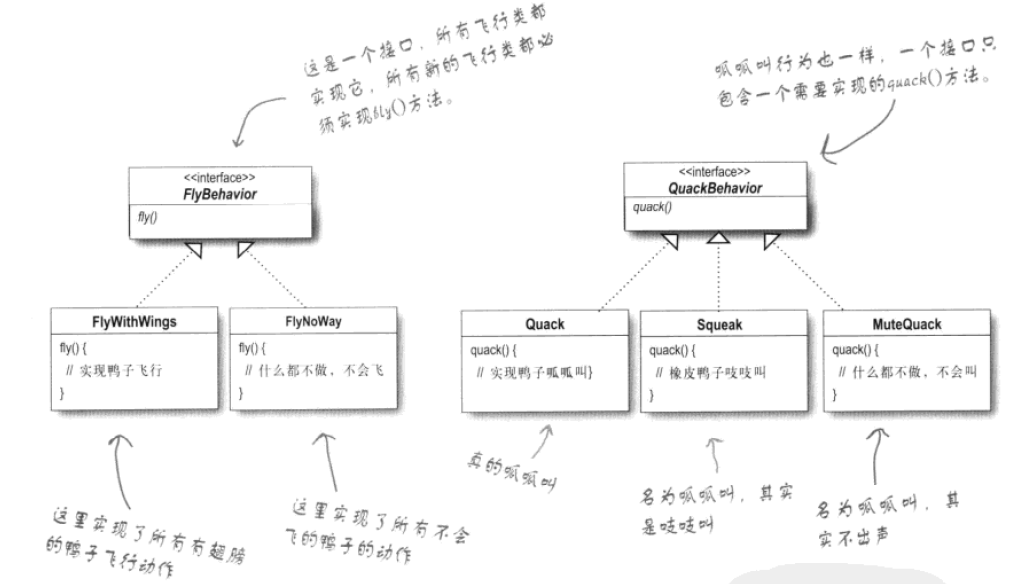 这是一个接口，所有飞行类都
实现它，所有新的飞行类都必
须实现fly()方法。
呱呱叫行为也一样，一个接口只
包含一个需要实现的quack()方法。
<<interface>>
FlyBehavior
fly()
<<interface>>
QuackBehavior
quack()
FlyWithWings
fly() {
// 实现鸭子飞行
}
FlyNoWay
fly() {
// 什么都不做，不会飞
}
Quack
quack() {
// 实现鸭子呱呱叫}
Squeak
quack() {
// 橡皮鸭子吱吱叫
}
MuteQuack
quack() {
// 什么都不做，不会叫
}
这里实现了所有有翅膀
的鸭子飞行动作
这里实现了所有不会
飞的鸭子的动作
真的呱呱叫
名为呱呱叫，其实
是吱吱叫
名为呱呱叫，其
实不出声